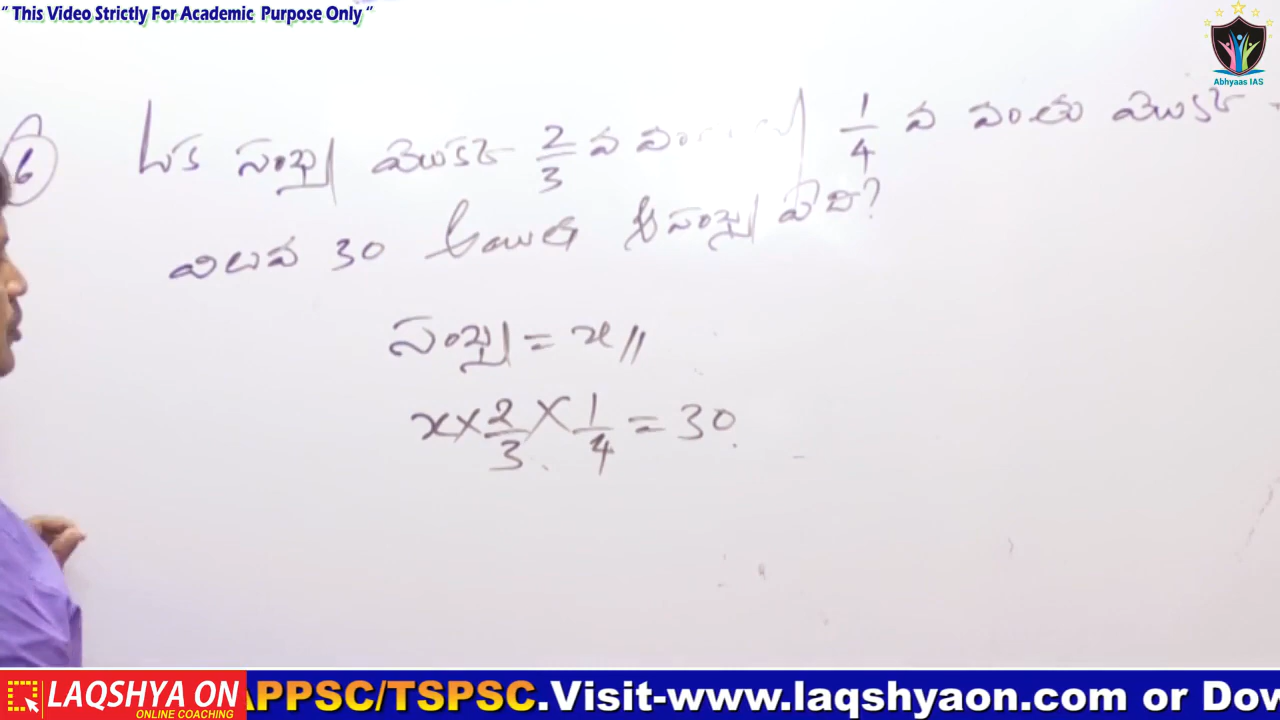 “ This Video Strictly For Academic Purpose Only ”
Abhyaas IAS
6 ఒక సంఖ్య యొక్క 2/3 వ 1/4 వ వంతు యొక్క
విలువ 30 అయిత ఆ సంఖ్య ఏది?
సంఖ్య = x //
x × 2/3 × 1/4 = 30
LAQSHYA ON APPSC/TSPSC.Visit-www.laqshyaon.com or Dow
ONLINE COACHING